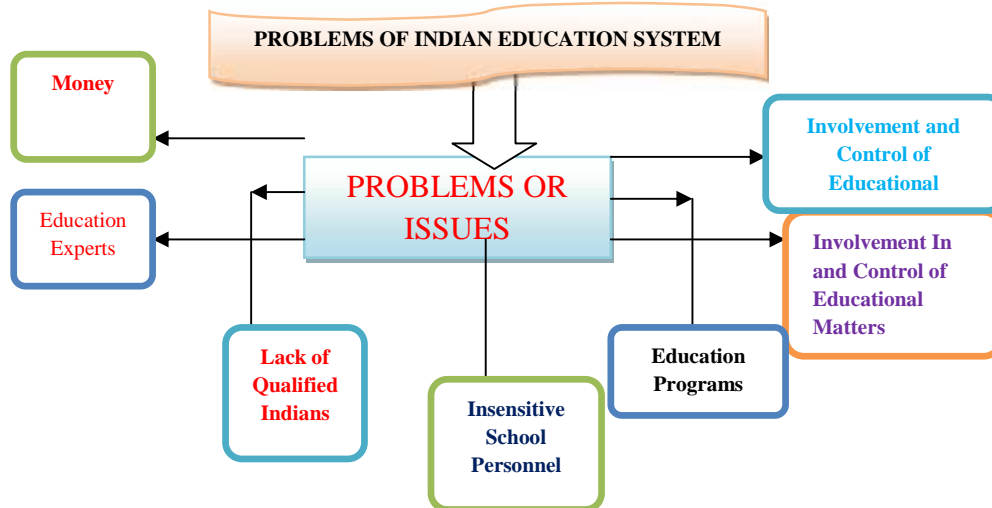 PROBLEMS OF INDIAN EDUCATION SYSTEM
Money
Involvement and
Control of
Educational
PROBLEMS OR
ISSUES
Education
Experts
Involvement In
and Control of
Educational
Matters
Lack of
Qualified
Indians
Education
Programs
Insensitive
School
Personnel